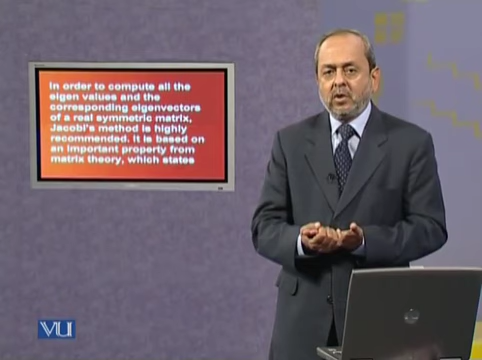 In order to compute all the
eigen values and the
corresponding eigenvectors
of a real symmetric matrix,
Jacobi's method is highly
recommended. It is based on
an important property from
matrix theory, which states
VU